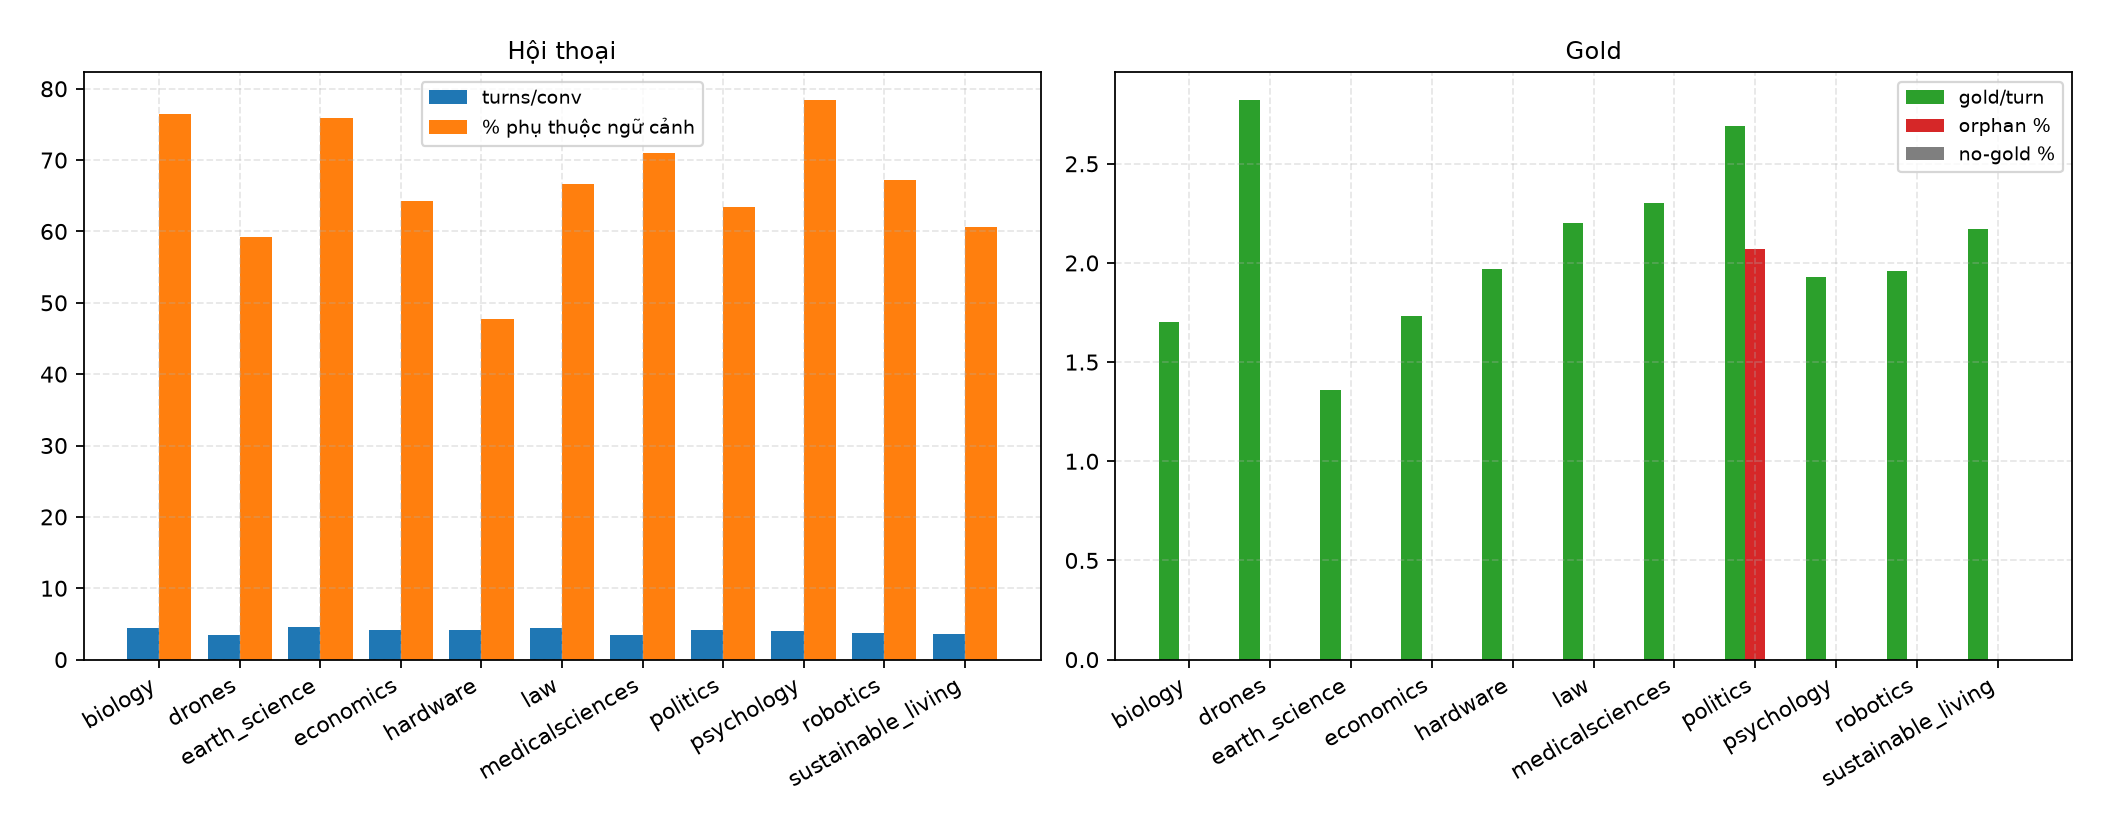 Hội thoại
turns/conv
% phụ thuộc ngữ cảnh
80
70
60
50
40
30
20
10
0
biology
drones
earth_science
economics
hardware
law
medicalsciences
politics
psychology
robotics
sustainable_living
Gold
gold/turn
orphan %
no-gold %
2.5
2.0
1.5
1.0
0.5
0.0
biology
drones
earth_science
economics
hardware
law
medicalsciences
politics
psychology
robotics
sustainable_living